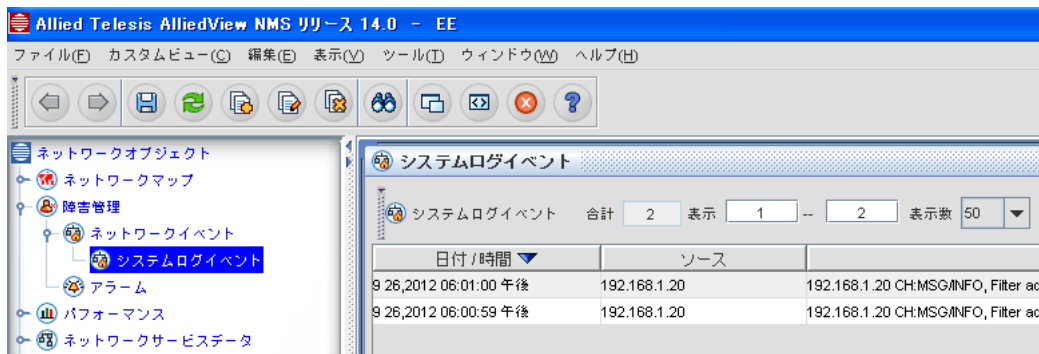 Allied Telesis AlliedView NMS リリース 14.0 - EE
ファイル(F) カスタムビュー(C) 編集(E) 表示(V) ツール(T) ウィンドウ(W) ヘルプ(H)
ネットワークオブジェクト
ネットワークマップ
障害管理
ネットワークイベント
システムログイベント
アラーム
パフォーマンス
ネットワークサービスデータ
システムログイベント
システムログイベント 合計 2 表示 1 -- 2 表示数 50
日付/時間 ソース
9 26,2012 06:01:00 午後 192.168.1.20 192.168.1.20 CH:MSG/INFO, Filter ac
9 26,2012 06:00:59 午後 192.168.1.20 192.168.1.20 CH:MSG/INFO, Filter ac